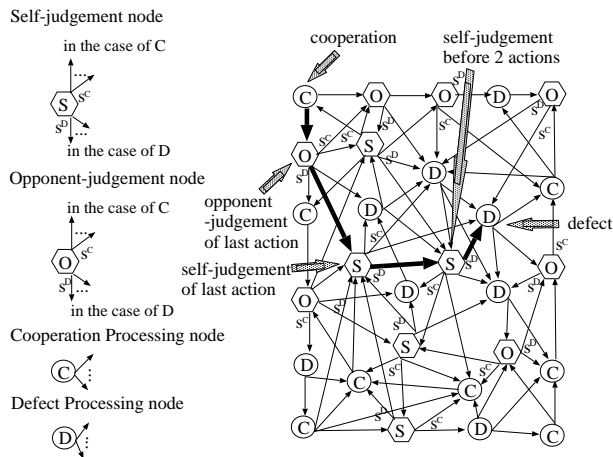 Self-judgement node
in the case of C
...
S
S^C
S^D
...
in the case of D
Opponent-judgement node
in the case of C
...
O
S^C
S^D
...
in the case of D
Cooperation Processing node
C
...
Defect Processing node
D
...
cooperation
self-judgement
before 2 actions
opponent
-judgement
of last action
self-judgement
of last action
defect
C O O D O
S^D
S^D S^C S^D S^C
S^C S^C
O S
S^D
D C
C D D
S^C S^C
S S O
S^D S^D
S^C
O D D
S^D
S^C S^D
S^D
S O
D S^C S^C C
C C
S^D
C S S^C D C